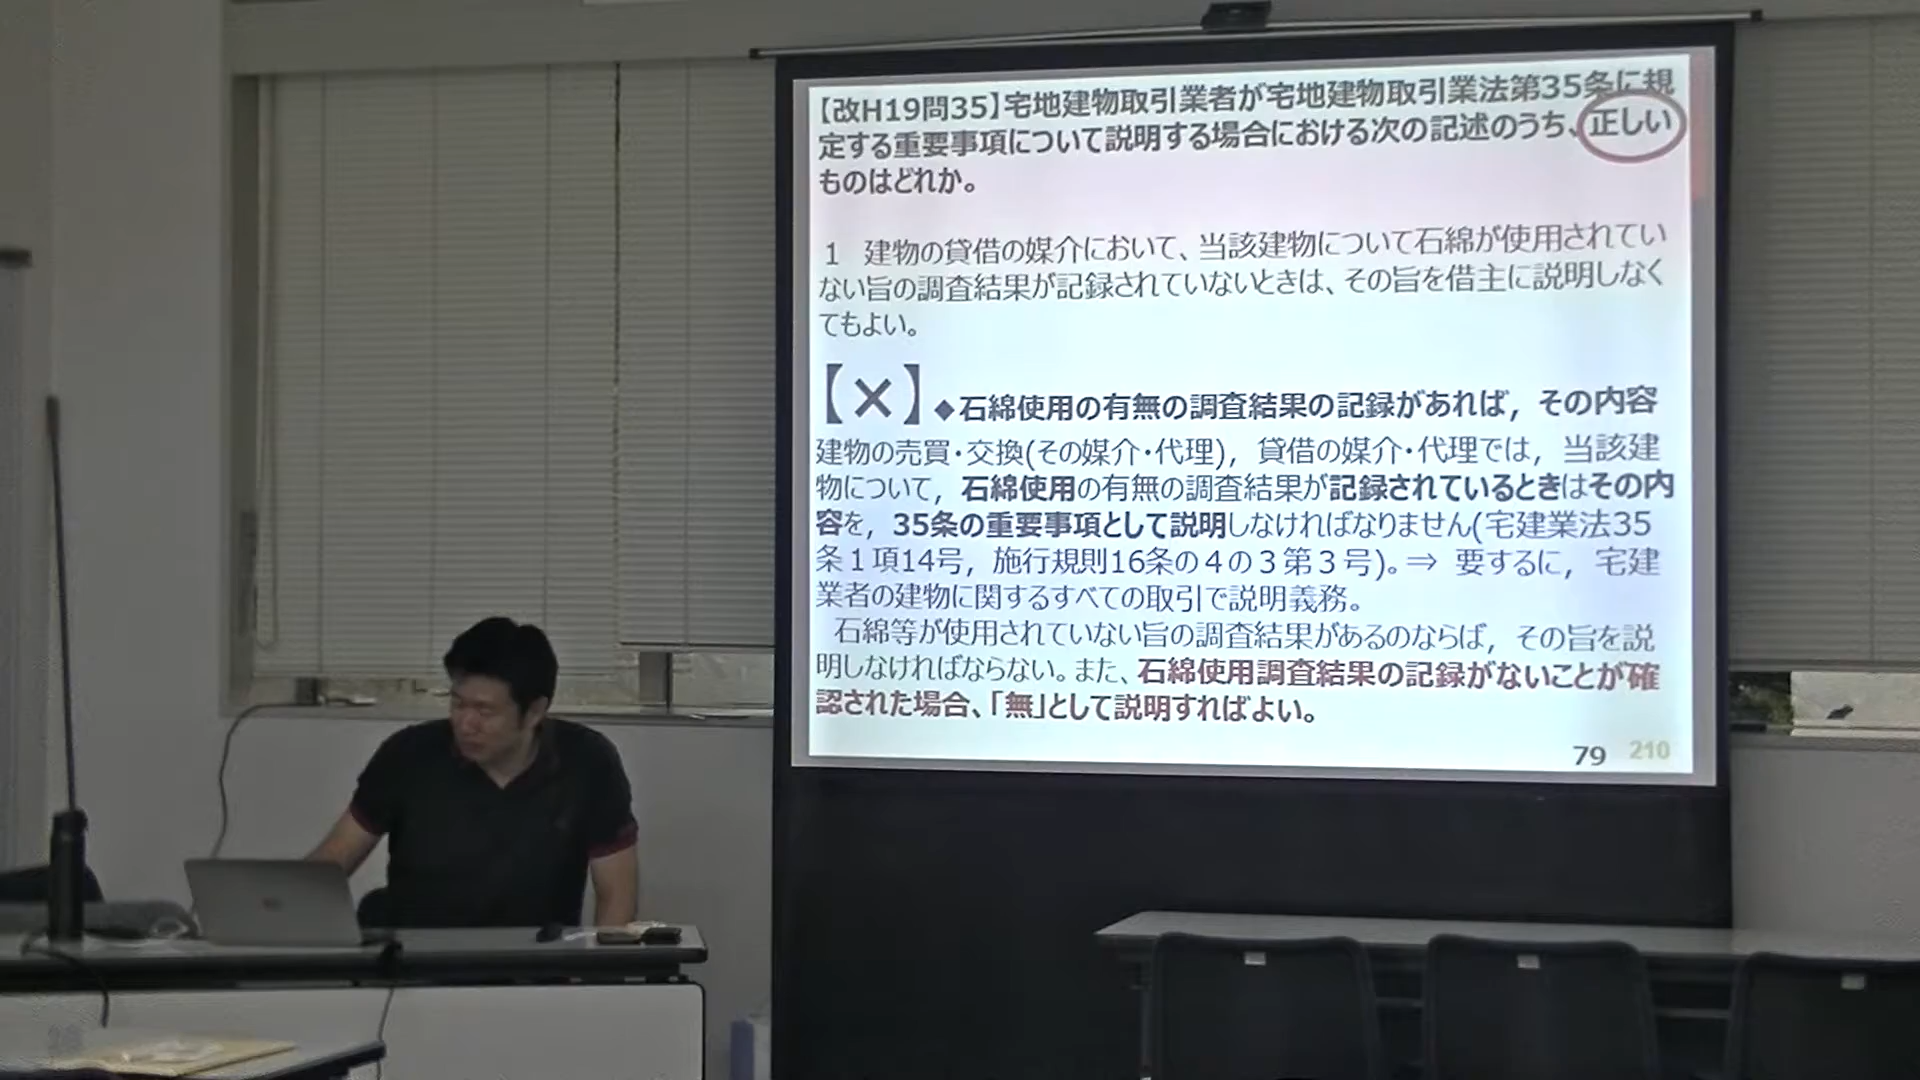 【改H19問35】宅地建物取引業者が宅地建物取引業法第35条に規
定する重要事項について説明する場合における次の記述のうち、正しい
ものはどれか。
1 建物の貸借の媒介において、当該建物について石綿が使用されてい
ない旨の調査結果が記録されていないときは、その旨を借主に説明しなく
てもよい。
【×】◆石綿使用の有無の調査結果の記録があれば，その内容
建物の売買・交換(その媒介・代理)，貸借の媒介・代理では，当該建
物について，石綿使用の有無の調査結果が記録されているときはその内
容を，35条の重要事項として説明しなければなりません(宅建業法35
条１項14号，施行規則16条の４の３第３号)。⇒ 要するに，宅建
業者の建物に関するすべての取引で説明義務。
石綿等が使用されていない旨の調査結果があるのならば，その旨を説
明しなければならない。また、石綿使用調査結果の記録がないことが確
認された場合、「無」として説明すればよい。
79 210